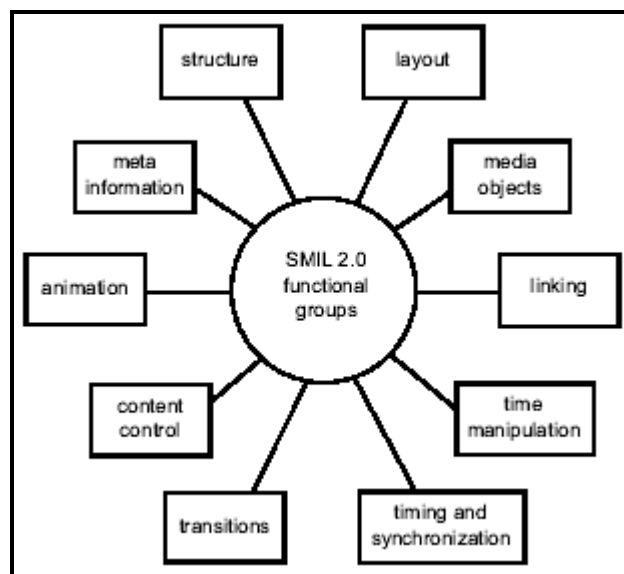 structure
layout
meta
information
media
objects
SMIL 2.0
functional
groups
animation
linking
content
control
time
manipulation
transitions
timing and
synchronization